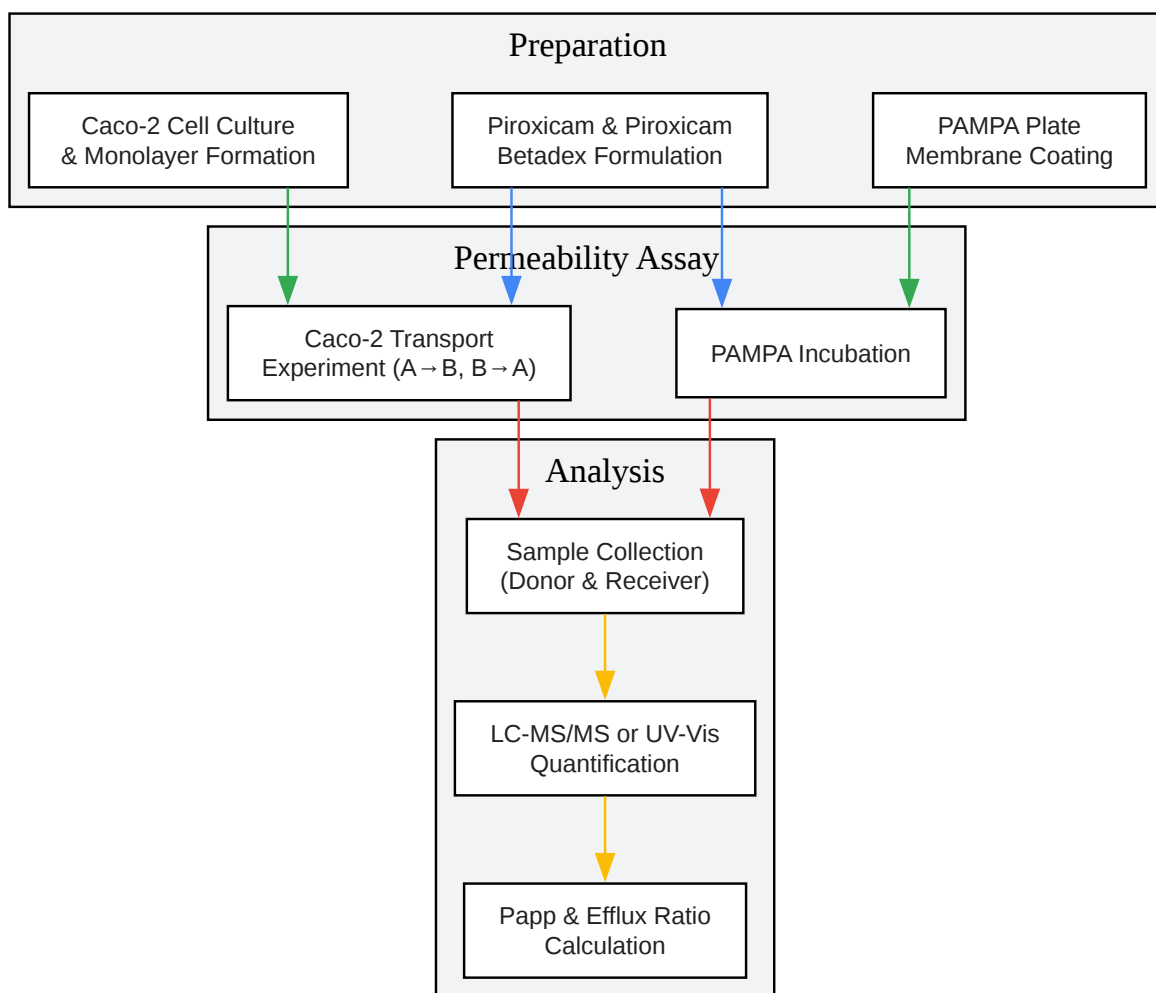 Preparation
Caco-2 Cell Culture
& Monolayer Formation
Piroxicam & Piroxicam
Betadex Formulation
PAMPA Plate
Membrane Coating
Permeability Assay
Caco-2 Transport
Experiment (A→B, B→A)
PAMPA Incubation
Analysis
Sample Collection
(Donor & Receiver)
LC-MS/MS or UV-Vis
Quantification
Papp & Efflux Ratio
Calculation